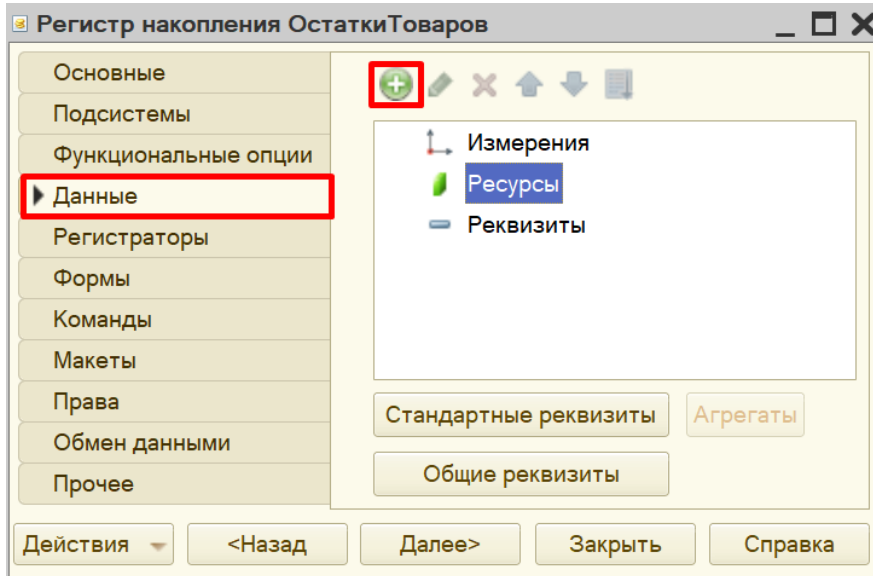 Регистр накопления ОстаткиТоваров
Основные
Подсистемы
Функциональные опции
Данные
Регистраторы
Формы
Команды
Макеты
Права
Обмен данными
Прочее
Измерения
Ресурсы
Реквизиты
Стандартные реквизиты
Агрегаты
Общие реквизиты
Действия
<Назад
Далее>
Закрыть
Справка